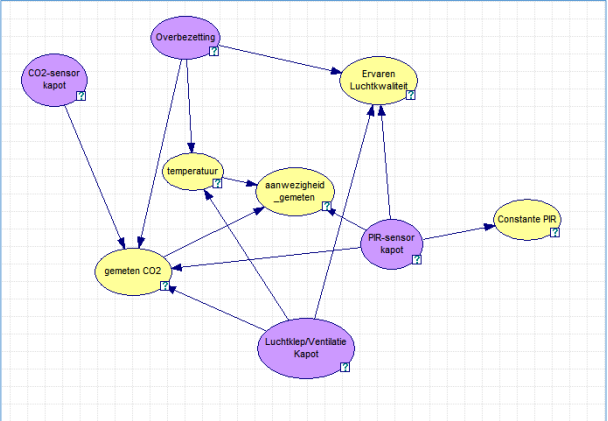 Overbezetting
?
CO2-sensor
kapot
?
Ervaren
Luchtkwaliteit
?
temperatuur
?
aanwezigheid
_gemeten
?
Constante PIR
?
PIR-sensor
kapot
?
gemeten CO2
?
Luchtklep/Ventilatie
Kapot
?